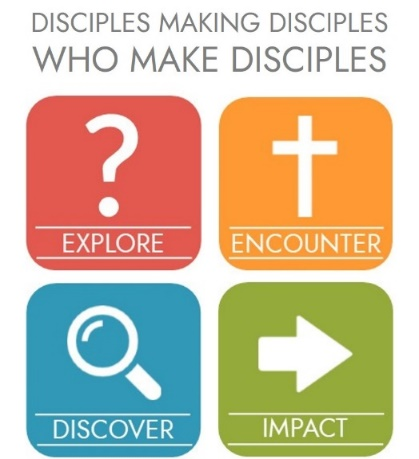 DISCIPLES MAKING DISCIPLES
WHO MAKE DISCIPLES
?
EXPLORE
ENCOUNTER
DISCOVER
IMPACT